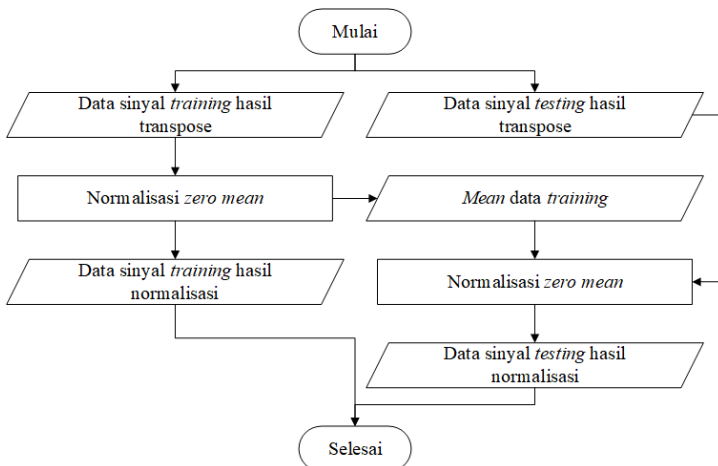 Mulai
Data sinyal training hasil
transpose
Data sinyal testing hasil
transpose
Normalisasi zero mean
Mean data training
Data sinyal training hasil
normalisasi
Normalisasi zero mean
Data sinyal testing hasil
normalisasi
Selesai